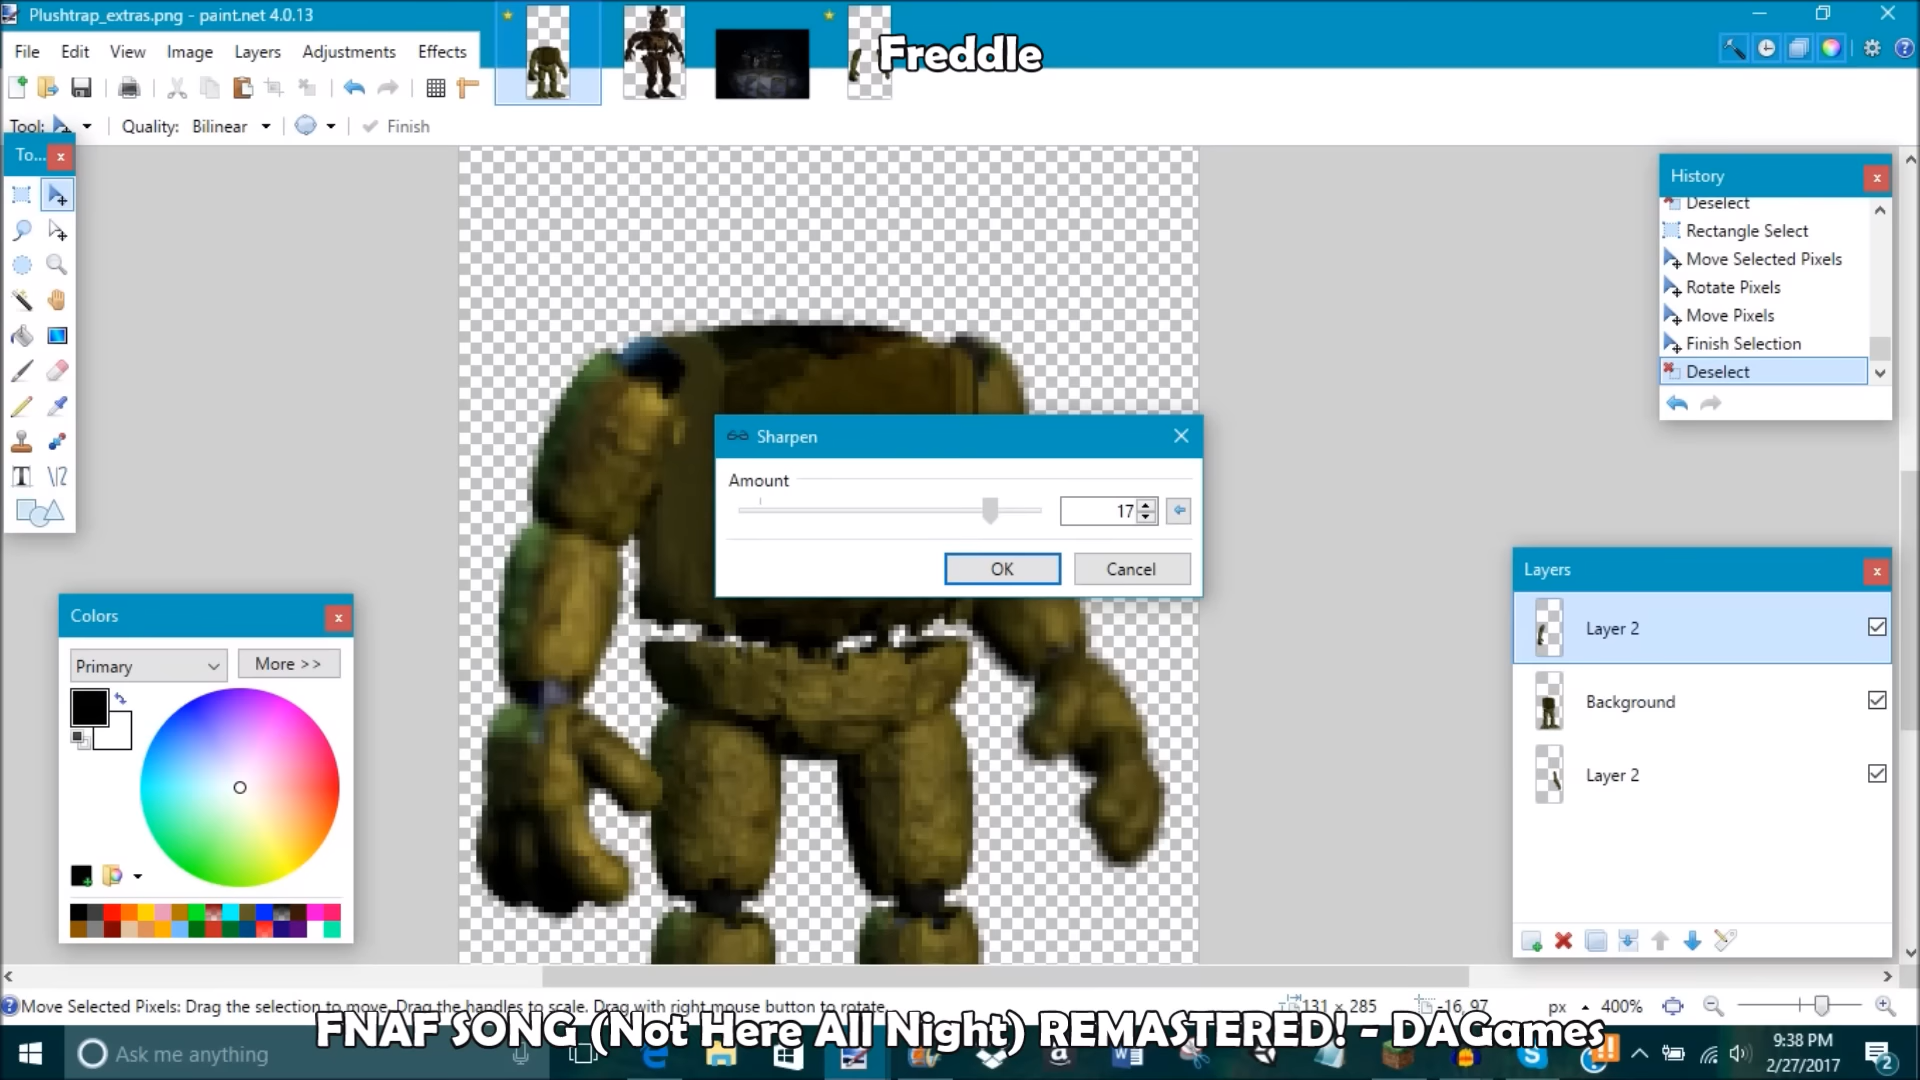 Plushtrap_extras.png - paint.net 4.0.13
File Edit View Image Layers Adjustments Effects
Freddle
Tool: Quality: Bilinear Finish
To...
History
Deselect
Rectangle Select
Move Selected Pixels
Rotate Pixels
Move Pixels
Finish Selection
Deselect
Sharpen
Amount
17
OK Cancel
Layers
Layer 2
Background
Layer 2
Colors
Primary More >>
Move Selected Pixels: Drag the selection to move. Drag the handles to scale. Drag with right mouse button to rotate. 131 x 285 -16, 97 px 400%
FNAF SONG (Not Here All Night) REMASTERED! - DAGames
Ask me anything
9:38 PM
2/27/2017
2